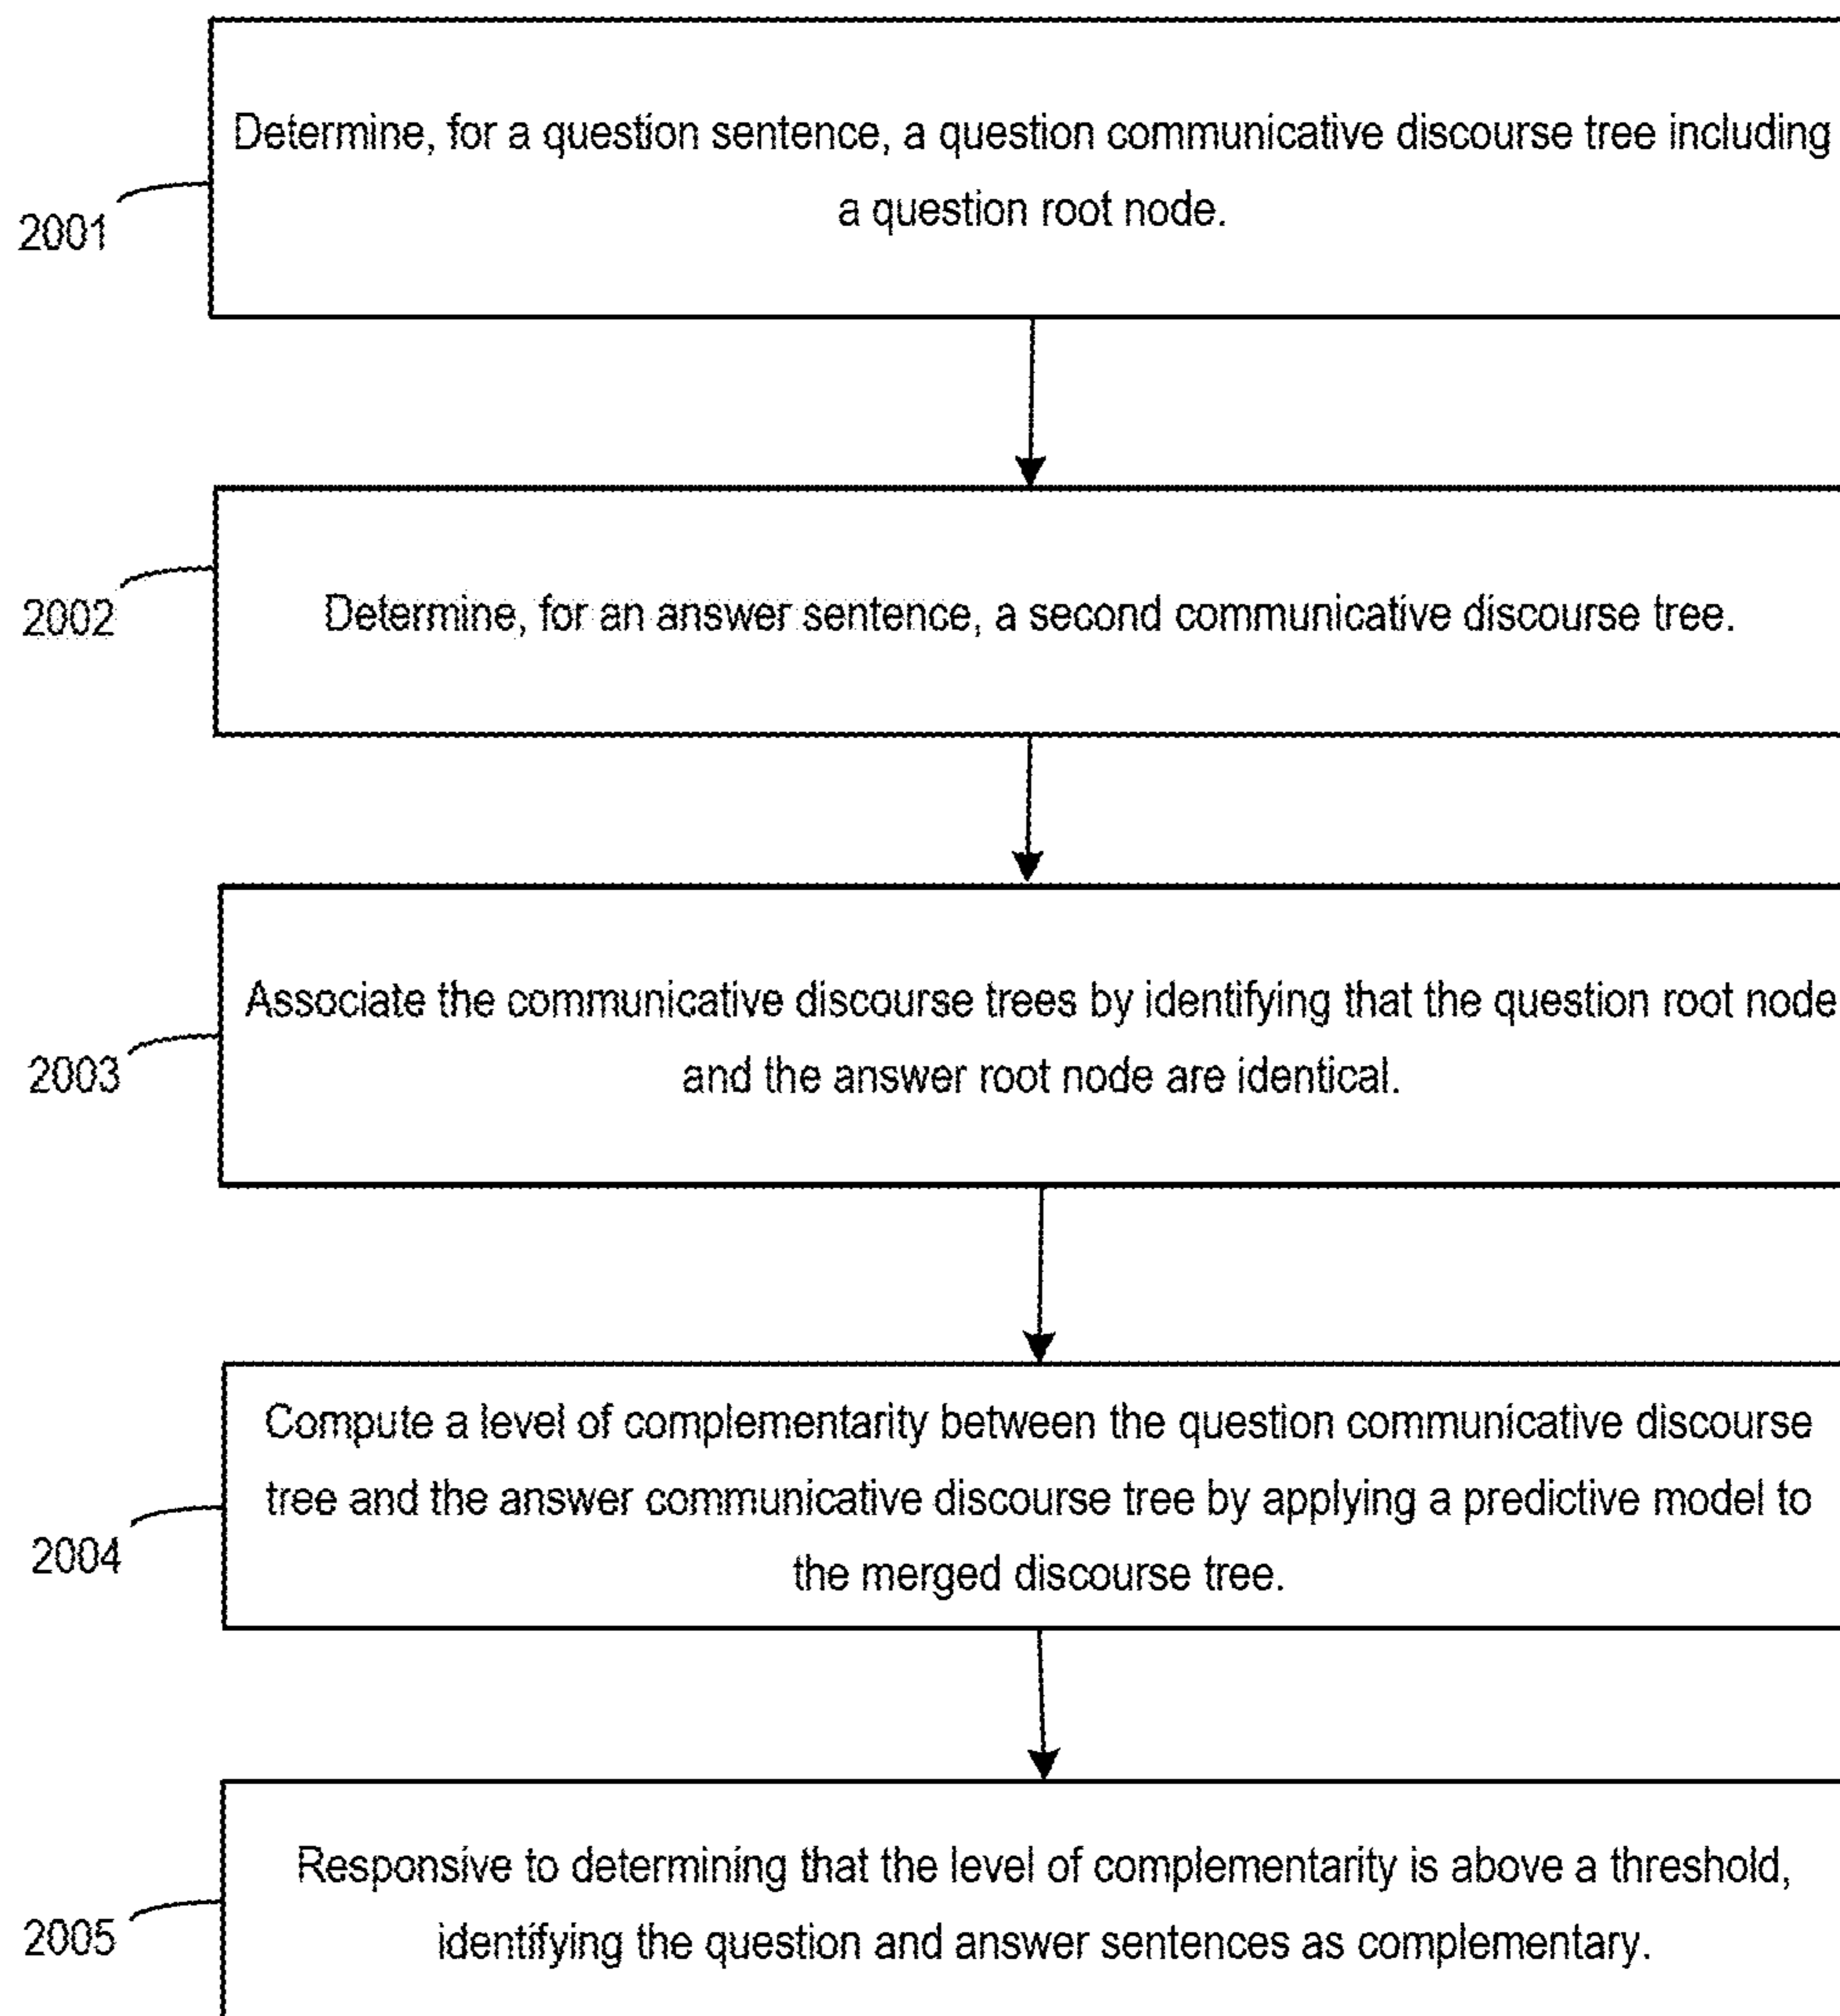 Determine, for a question sentence, a question communicative discourse tree including
a question root node.
2001
Determine, for an answer sentence, a second communicative discourse tree.
2002
Associate the communicative discourse trees by identifying that the question root node
and the answer root node are identical.
2003
Compute a level of complementarity between the question communicative discourse
tree and the answer communicative discourse tree by applying a predictive model to
the merged discourse tree.
2004
Responsive to determining that the level of complementarity is above a threshold,
identifying the question and answer sentences as complementary.
2005